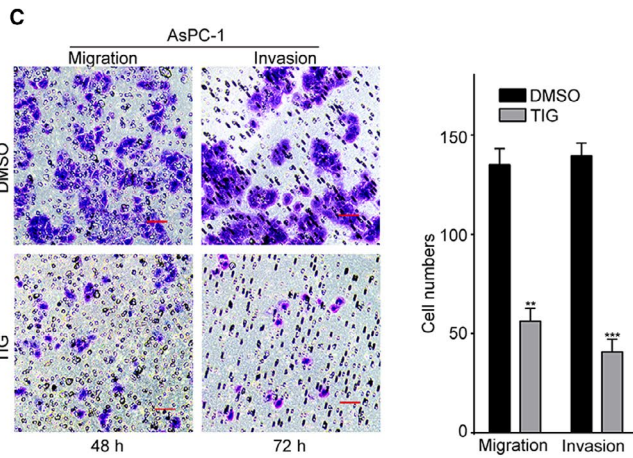 C
AsPC-1
Migration
Invasion
DMSO
TIG
48 h
72 h
DMSO
TIG
Cell numbers
150
100
50
0
**
***
Migration
Invasion